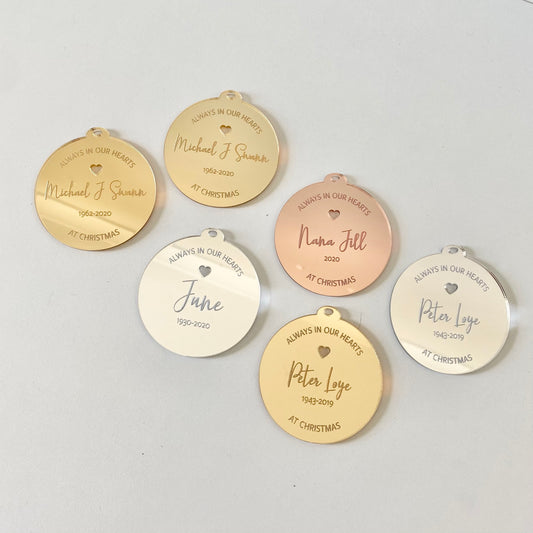 ALWAYS IN OUR HEARTS
Michael J Swann
1962-2020
AT CHRISTMAS
ALWAYS IN OUR HEARTS
Michael J Swann
1962-2020
AT CHRISTMAS
ALWAYS IN OUR HEARTS
Nana Jill
2020
AT CHRISTMAS
ALWAYS IN OUR HEARTS
June
1930-2020
ALWAYS IN OUR HEARTS
Peter Loye
1943-2019
AT CHRISTMAS
ALWAYS IN OUR HEARTS
Peter Loye
1943-2019
AT CHRISTMAS